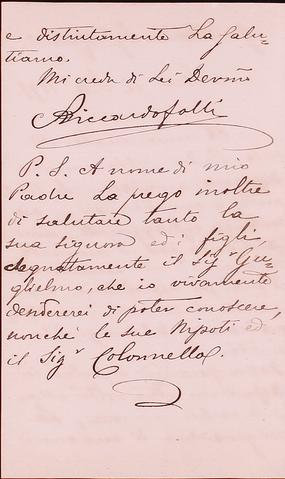 e distintamente La Salu-
tiamo.
Mi creda di Lei Devmo
Riccardo Solli
P. S. A nome di mio
Padre La prego inoltre
di salutare tanto la
sua signora ed i figli,
segnatamente il Sigr Gu-
glielmo, che io vivamente
desidererei di poter conoscere,
nonchè le sue Nipoti ed
il Sigr Colonnello.